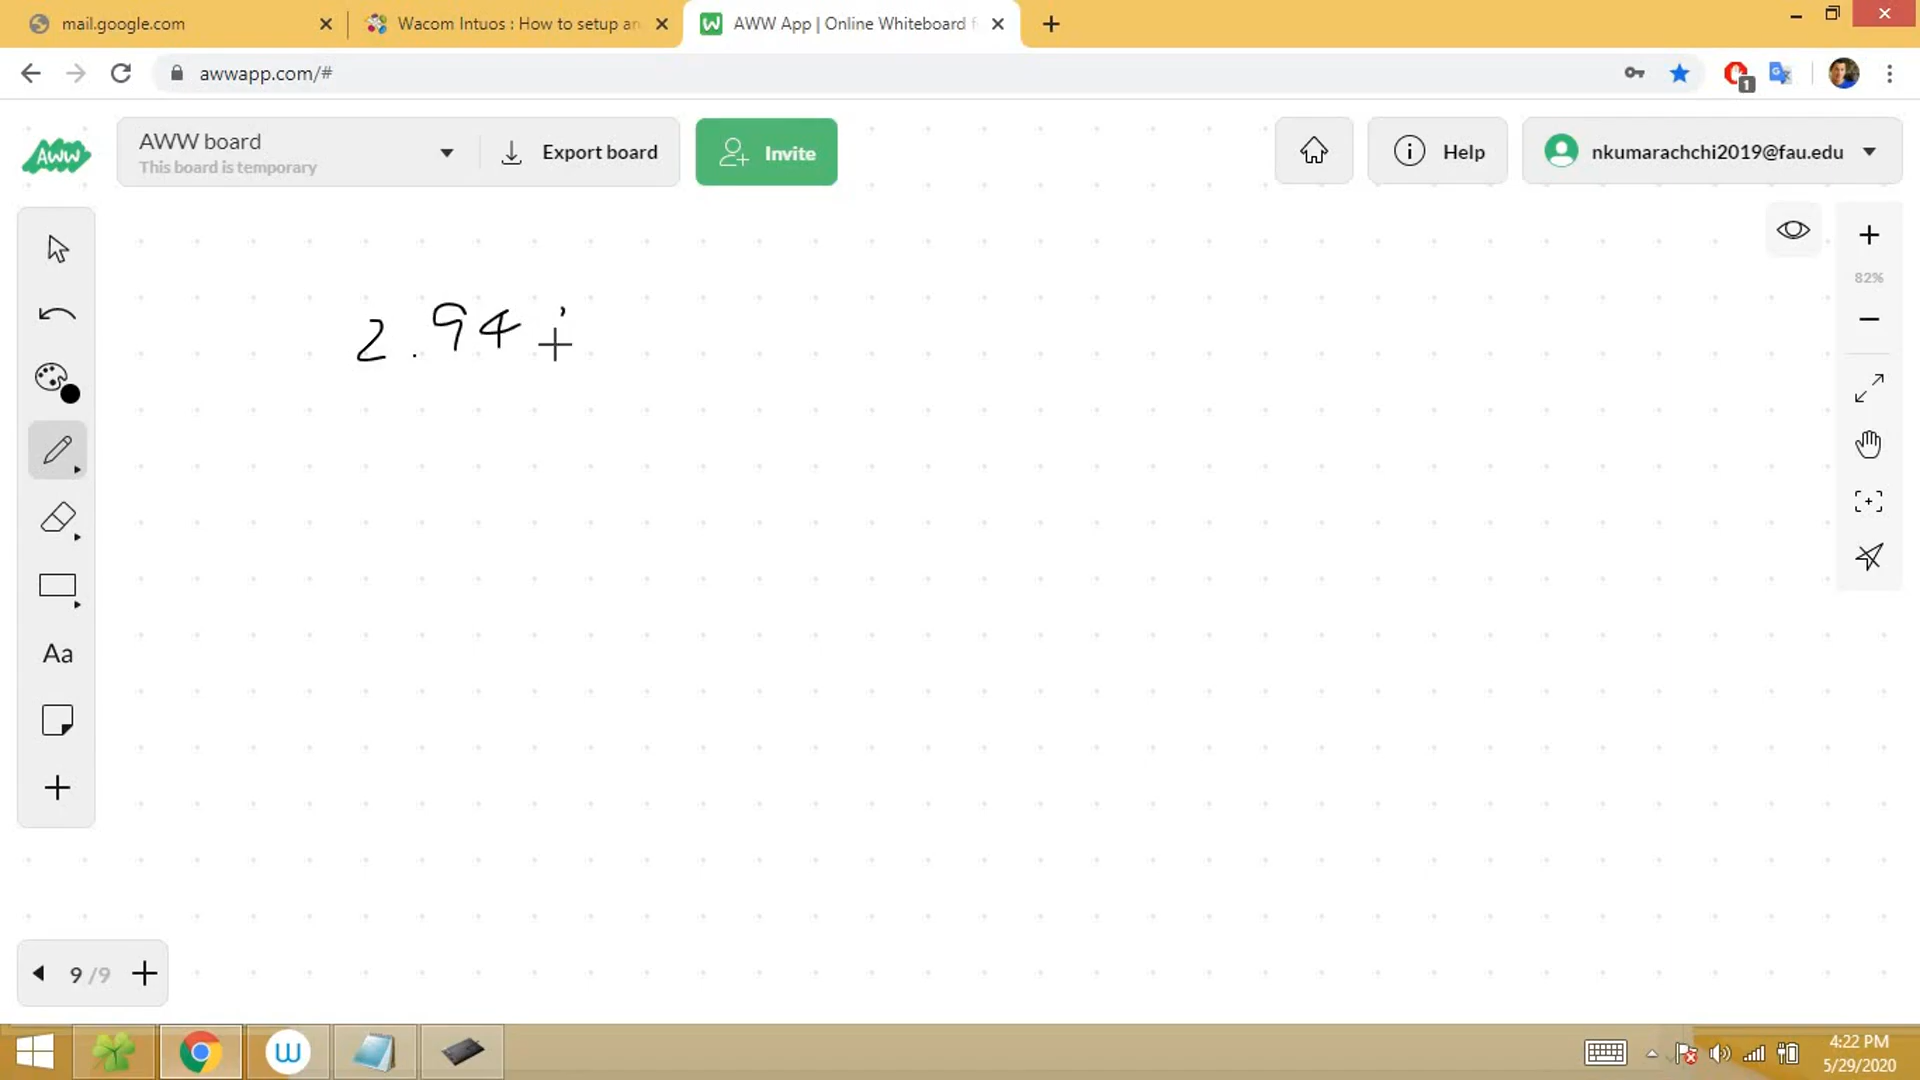 mail.google.com
Wacom Intuos : How to setup an
AWW App | Online Whiteboard f
awwapp.com/#
1
AWW
AWW board
This board is temporary
Export board
Invite
Help
nkumarachchi2019@fau.edu
82%
2.94
Aa
9 /9
4:22 PM
5/29/2020